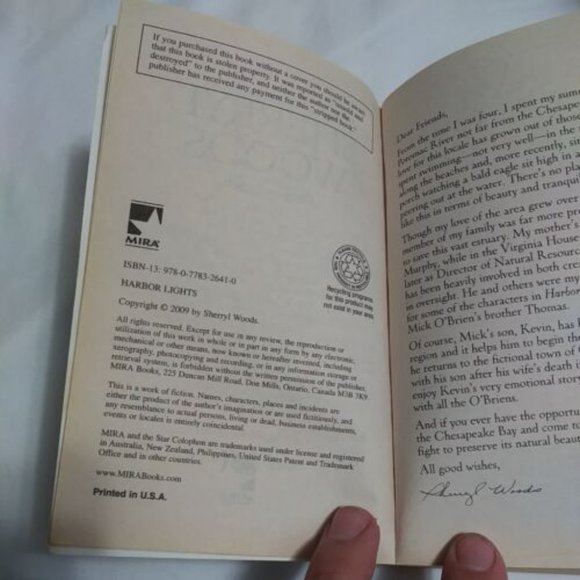 If you purchased this book without a cover you should be aware
that this book is stolen property. It was reported as "unsold and
destroyed" to the publisher, and neither the author nor the
publisher has received any payment for this "stripped book."
MIRA
Recycling programs
for this product may
not exist in your area.
ISBN-13: 978-0-7783-2641-0
HARBOR LIGHTS
Copyright © 2009 by Sherryl Woods.
All rights reserved. Except for use in any review, the reproduction or
utilization of this work in whole or in part in any form by any electronic,
mechanical or other means, now known or hereafter invented, including
xerography, photocopying and recording, or in any information storage or
retrieval system, is forbidden without the written permission of the publisher,
MIRA Books, 225 Duncan Mill Road, Don Mills, Ontario, Canada M3B 3K9.
This is a work of fiction. Names, characters, places and incidents are
either the product of the author's imagination or are used fictitiously, and
any resemblance to actual persons, living or dead, business establishments,
events or locales is entirely coincidental.
MIRA and the Star Colophon are trademarks used under license and registered
in Australia, New Zealand, Philippines, United States Patent and Trademark
Office and in other countries.
www.MIRABooks.com
Printed in U.S.A.
Dear Friends,
From the time I was four, I spent my summ
Potomac River not far from the Chesape
love for this locale has grown out of those
spent swimming—not very well—in the
along the beaches and, more recently, sin
porch watching a bald eagle sit high in a
peering out at the water. There's no pla
like this in terms of beauty and tranqui
Though my love of the area grew over
member of my family was far more pr
to save this vast estuary. My mother's
Murphy, while in the Virginia House
later as Director of Natural Resourc
has been heavily involved in both cre
in oversight. He and others were my
for some of the characters in Harbor
Mick O'Brien's brother Thomas.
Of course, Mick's son, Kevin, has l
region and it helps him to begin the
he returns to the fictional town of
with his son after his wife's death i
enjoy Kevin's very emotional stor
with all the O'Briens.
And if you ever have the opportu
the Chesapeake Bay and come to
fight to preserve its natural beau
All good wishes,
Sherryl Woods